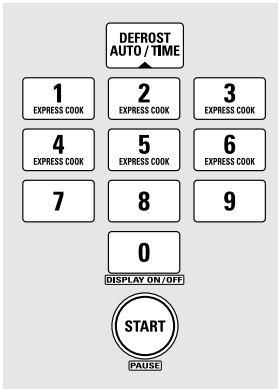 DEFROST
AUTO / TIME
1 2 3
EXPRESS COOK EXPRESS COOK EXPRESS COOK
4 5 6
EXPRESS COOK EXPRESS COOK EXPRESS COOK
7 8 9
0
DISPLAY ON/OFF
START
PAUSE